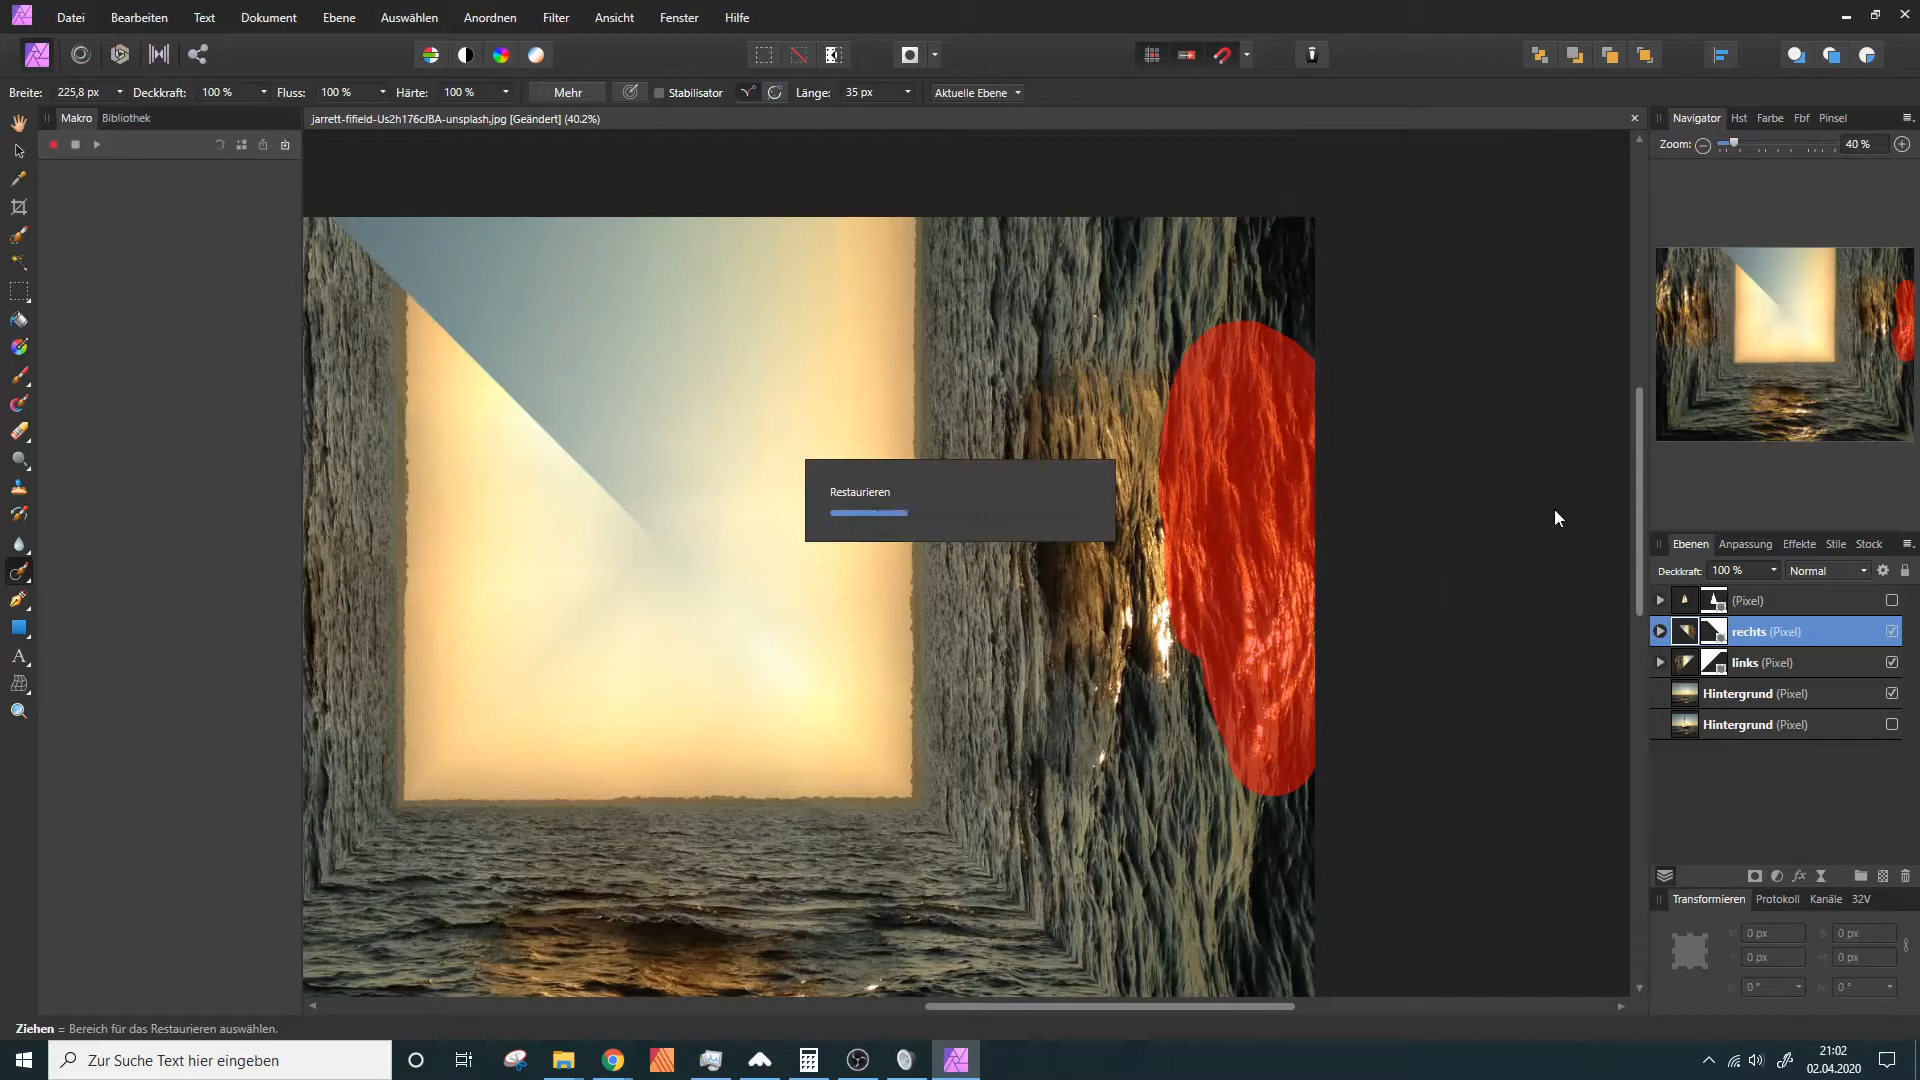 Datei Bearbeiten Text Dokument Ebene Auswählen Anordnen Filter Ansicht Fenster Hilfe
Breite: 225,8 px Deckkraft: 100 % Fluss: 100 % Härte: 100 % Mehr Stabilisator Länge: 35 px Aktuelle Ebene
Makro Bibliothek
jarrett-fifield-Us2h176cJBA-unsplash.jpg [Geändert] (40.2%)
Navigator Hst Farbe Fbf Pinsel
Zoom: 40 %
Restaurieren
Ebenen Anpassung Effekte Stile Stock
Deckkraft: 100 % Normal
(Pixel)
rechts (Pixel)
links (Pixel)
Hintergrund (Pixel)
Hintergrund (Pixel)
fx
Transformieren Protokoll Kanäle 32V
X: 0 px B: 0 px
0 px H: 0 px
0 ° 0 °
Ziehen = Bereich für das Restaurieren auswählen.
Zur Suche Text hier eingeben
21:02
02.04.2020